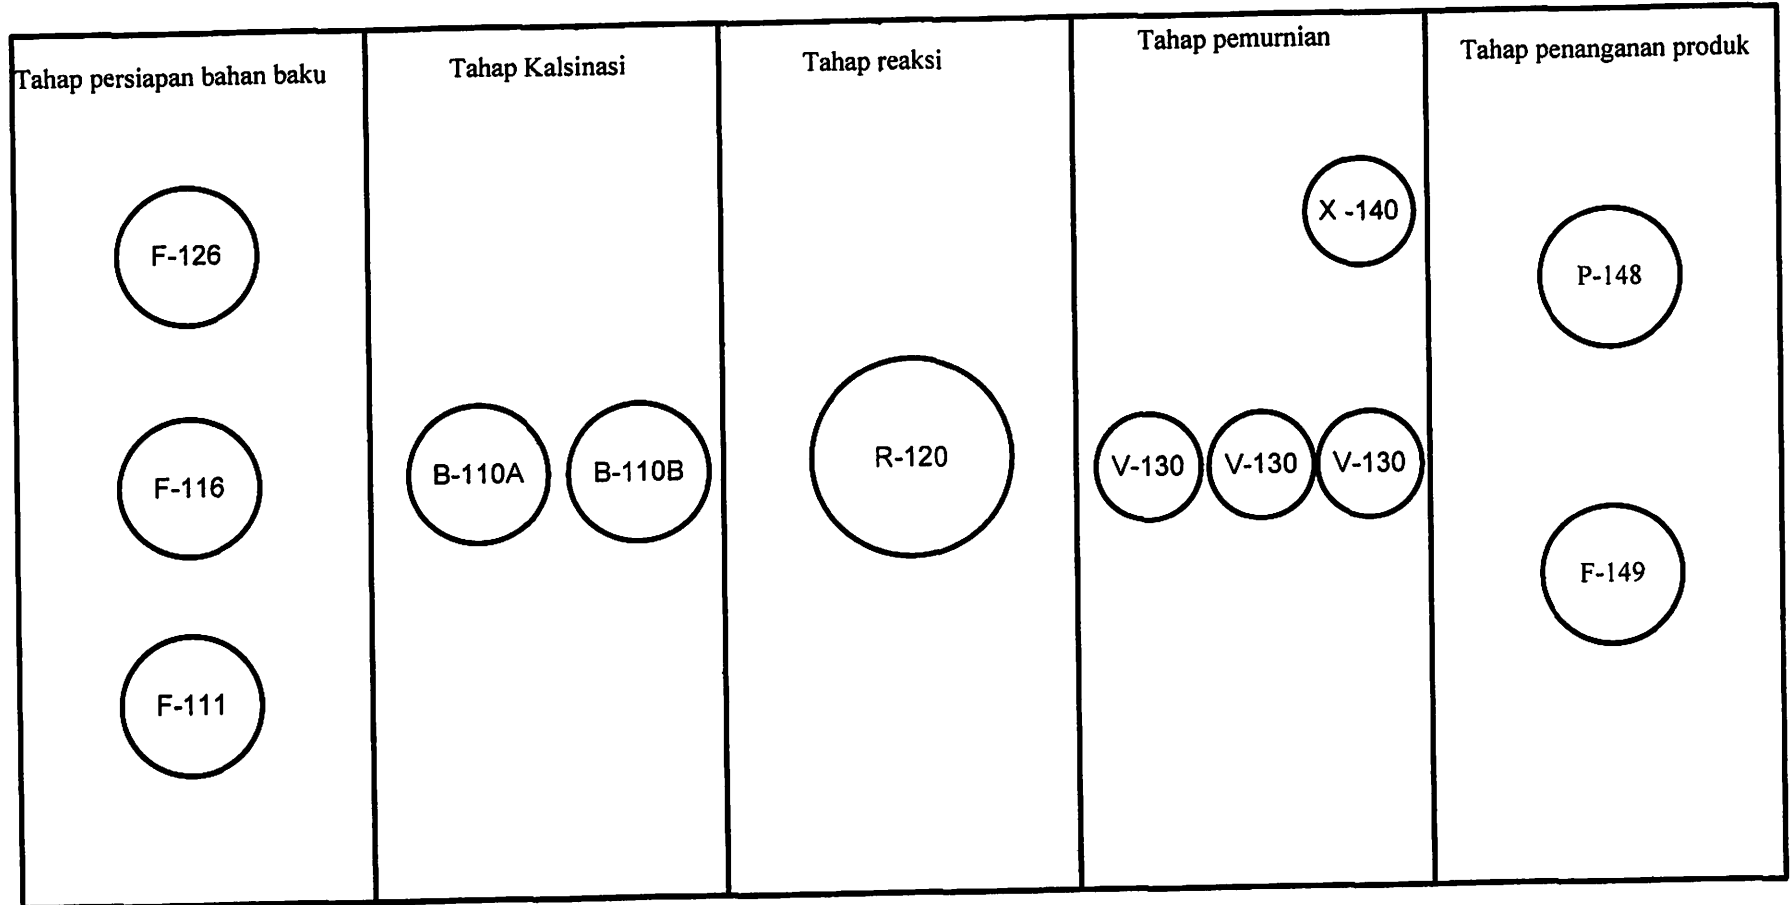 Tahap persiapan bahan baku
F-126
F-116
F-111
Tahap Kalsinasi
B-110A
B-110B
Tahap reaksi
R-120
Tahap pemurnian
X -140
V-130
V-130
V-130
Tahap penanganan produk
P-148
F-149